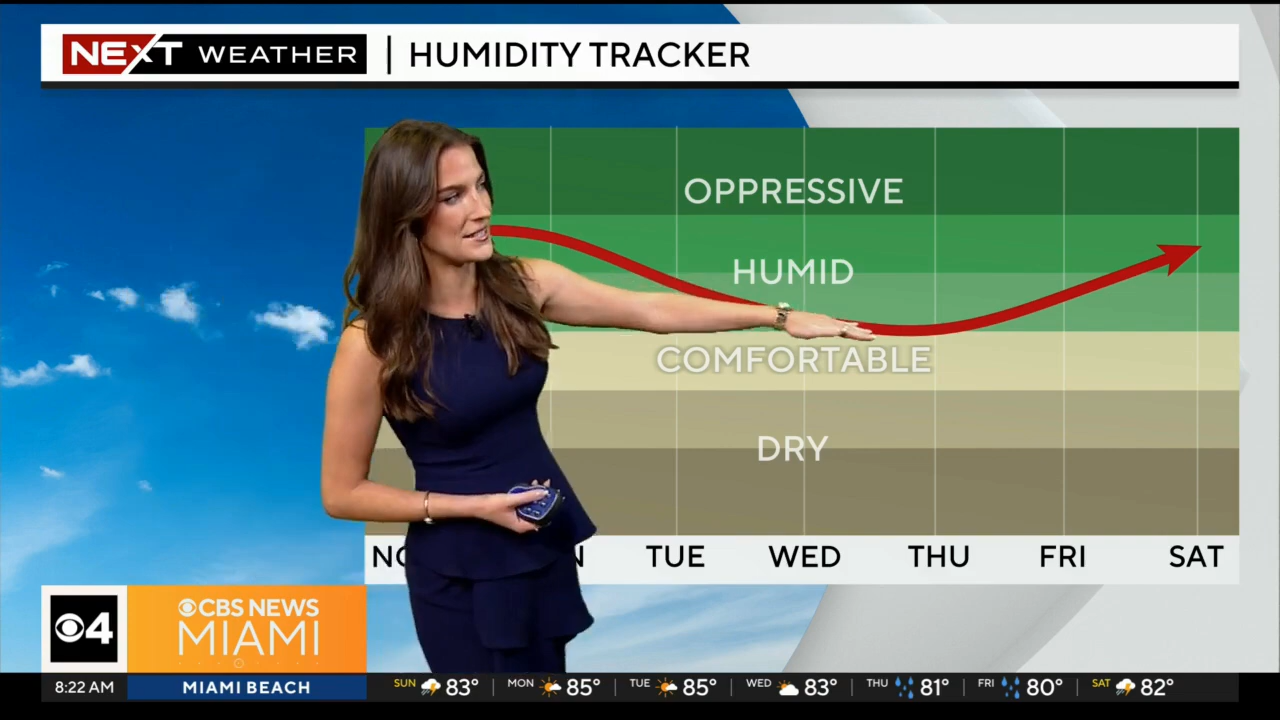 NEXT WEATHER | HUMIDITY TRACKER
OPPRESSIVE
HUMID
COMFORTABLE
DRY
TUE WED THU FRI SAT
4
CBS NEWS
MIAMI
8:22 AM MIAMI BEACH SUN 83° MON 85° TUE 85° WED 83° THU 81° FRI 80° SAT 82°